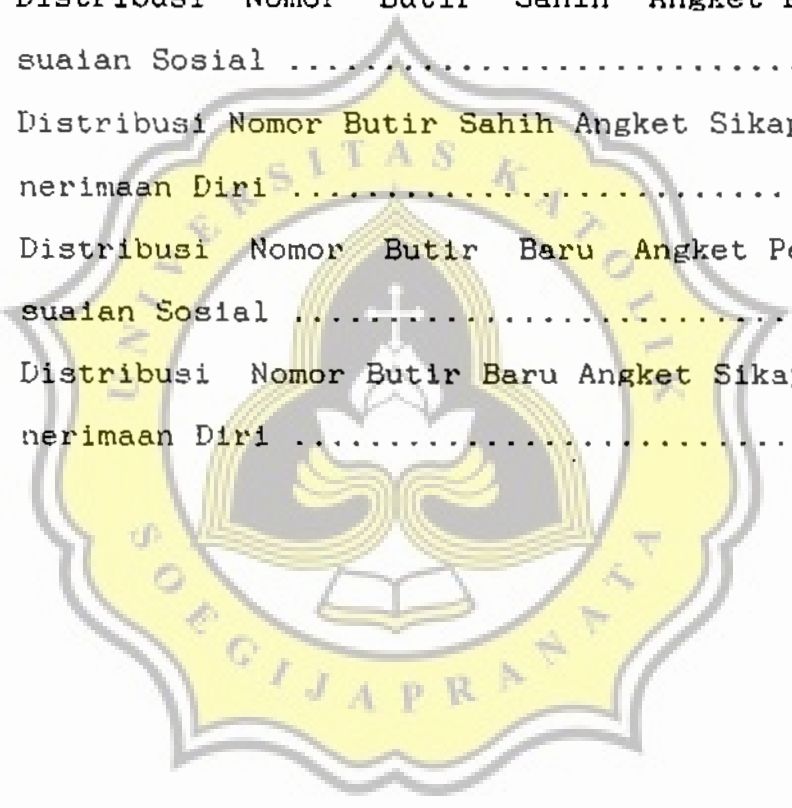 Distribusi Nomor Butir Sahih Angket
suaian Sosial ..............................
Distribusi Nomor Butir Sahih Angket Sikap
nerimaan Diri ..............................
Distribusi Nomor Butir Baru Angket Pe
suaian Sosial ..............................
Distribusi Nomor Butir Baru Angket Sika
nerimaan Diri ..............................
UNIVERSITAS KATOLIK
SOEGIJAPRANATA